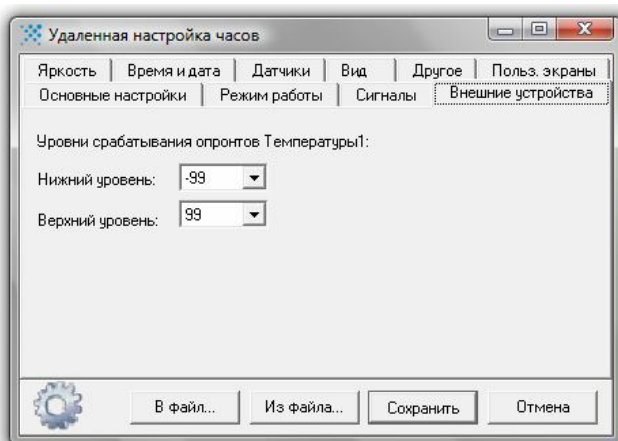 Удаленная настройка часов
Яркость Время и дата Датчики Вид Другое Польз. экраны
Основные настройки Режим работы Сигналы Внешние устройства
Уровни срабатывания опронтов Температуры1:
Нижний уровень: -99
Верхний уровень: 99
В файл... Из файла... Сохранить Отмена